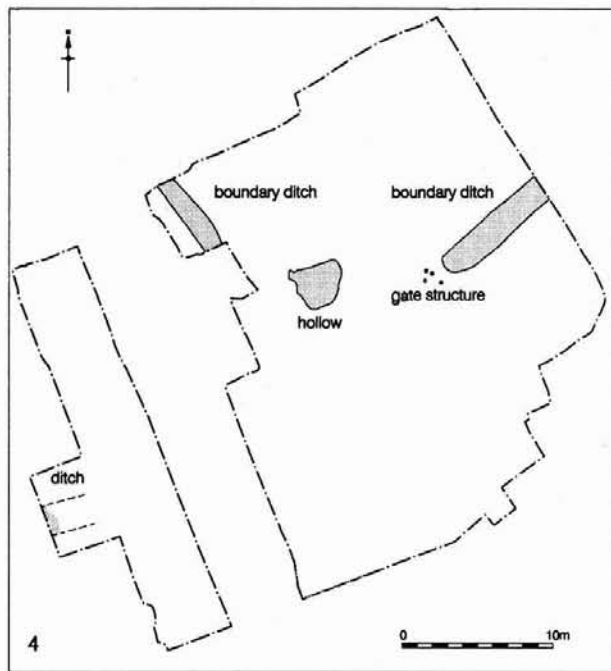 boundary ditch
boundary ditch
gate structure
hollow
ditch
4
0
10m